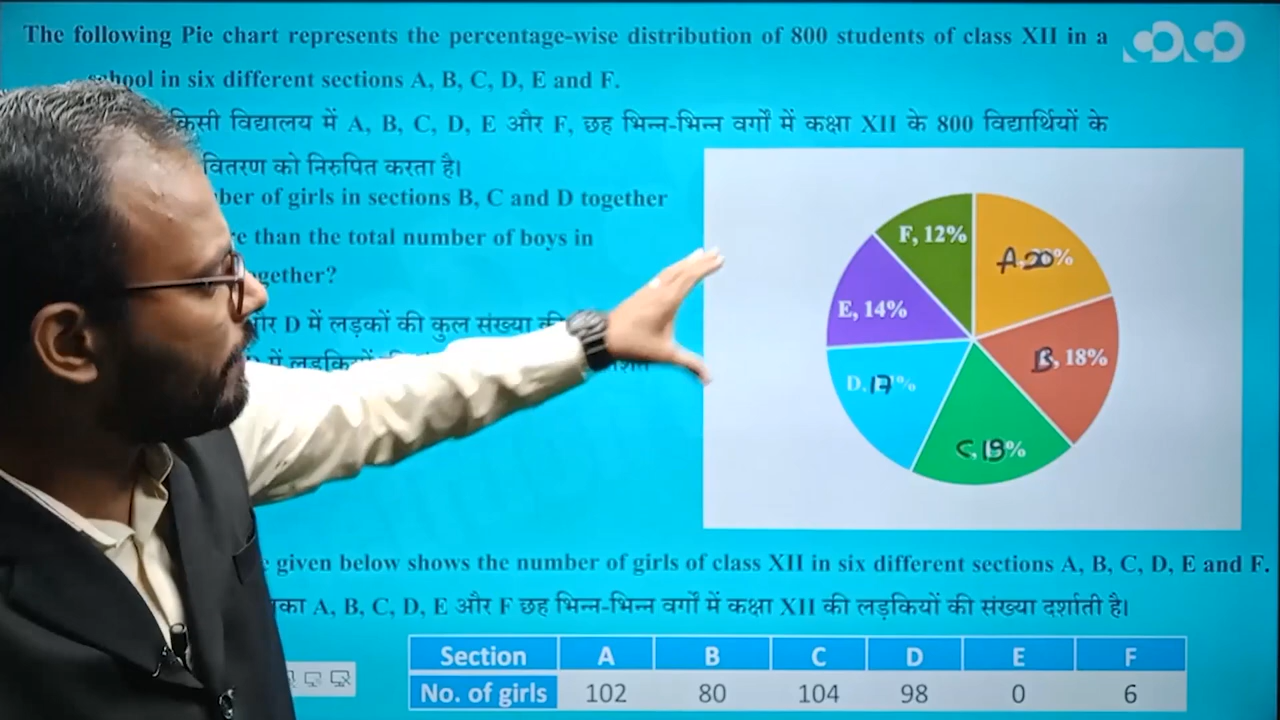 The following Pie chart represents the percentage-wise distribution of 800 students of class XII in a
in six different sections A, B, C, D, E and F.
किसी विद्यालय में A, B, C, D, E और F, छह भिन्न-भिन्न वर्गों में कक्षा XII के 800 विद्यार्थियों के
वितरण को निरुपित करता है।
of girls in sections B, C and D together
than the total number of boys in
D में लड़कों की कुल संख्या
में
F, 12%
A, 20%
E, 14%
B, 18%
D, 17%
C, 19%
given below shows the number of girls of class XII in six different sections A, B, C, D, E and F.
A, B, C, D, E और F छह भिन्न-भिन्न वर्गों में कक्षा XII की लड़कियों की संख्या दर्शाती है।
Section A B C D E F
No. of girls 102 80 104 98 0 6